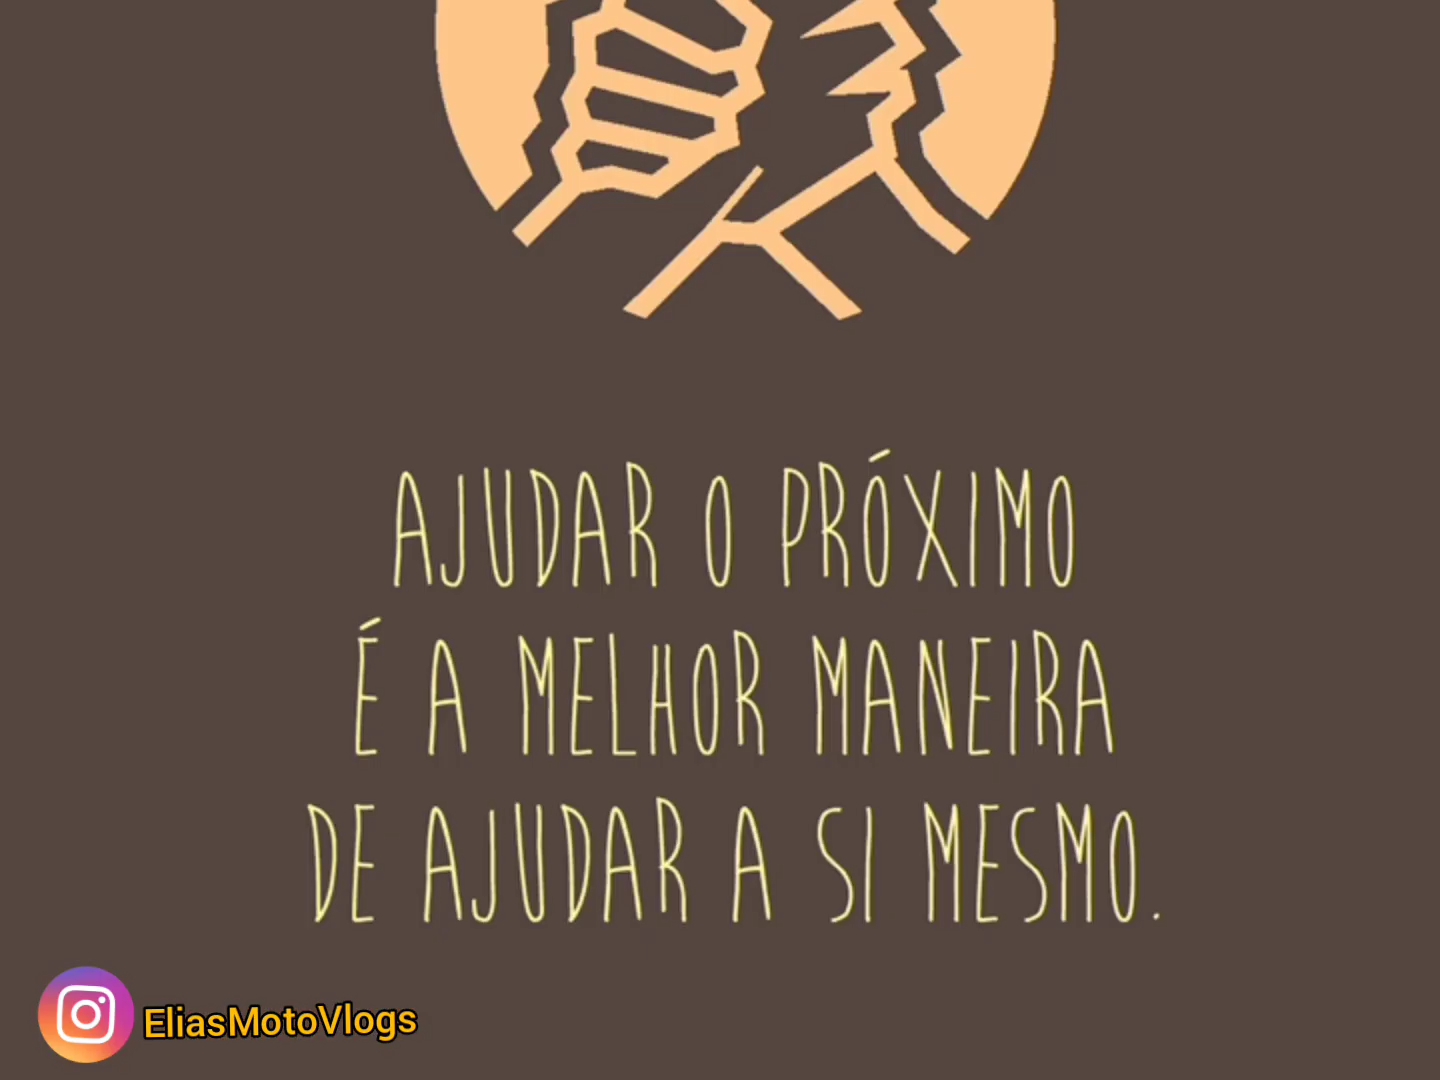 AJUDAR O PRÓXIMO
É A MELHOR MANEIRA
DE AJUDAR A SI MESMO.
EliasMotoVlogs